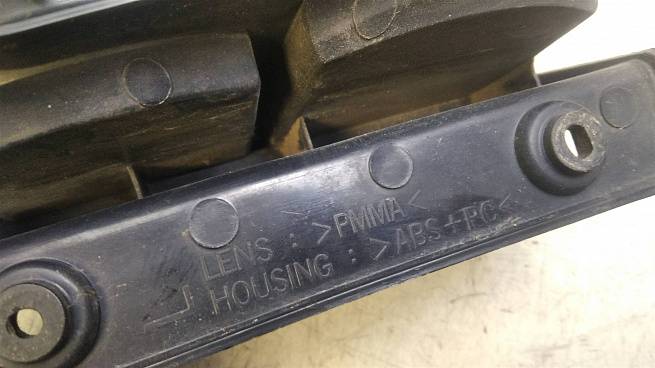 LENS : >PMMA<
HOUSING : >ABS+PC<